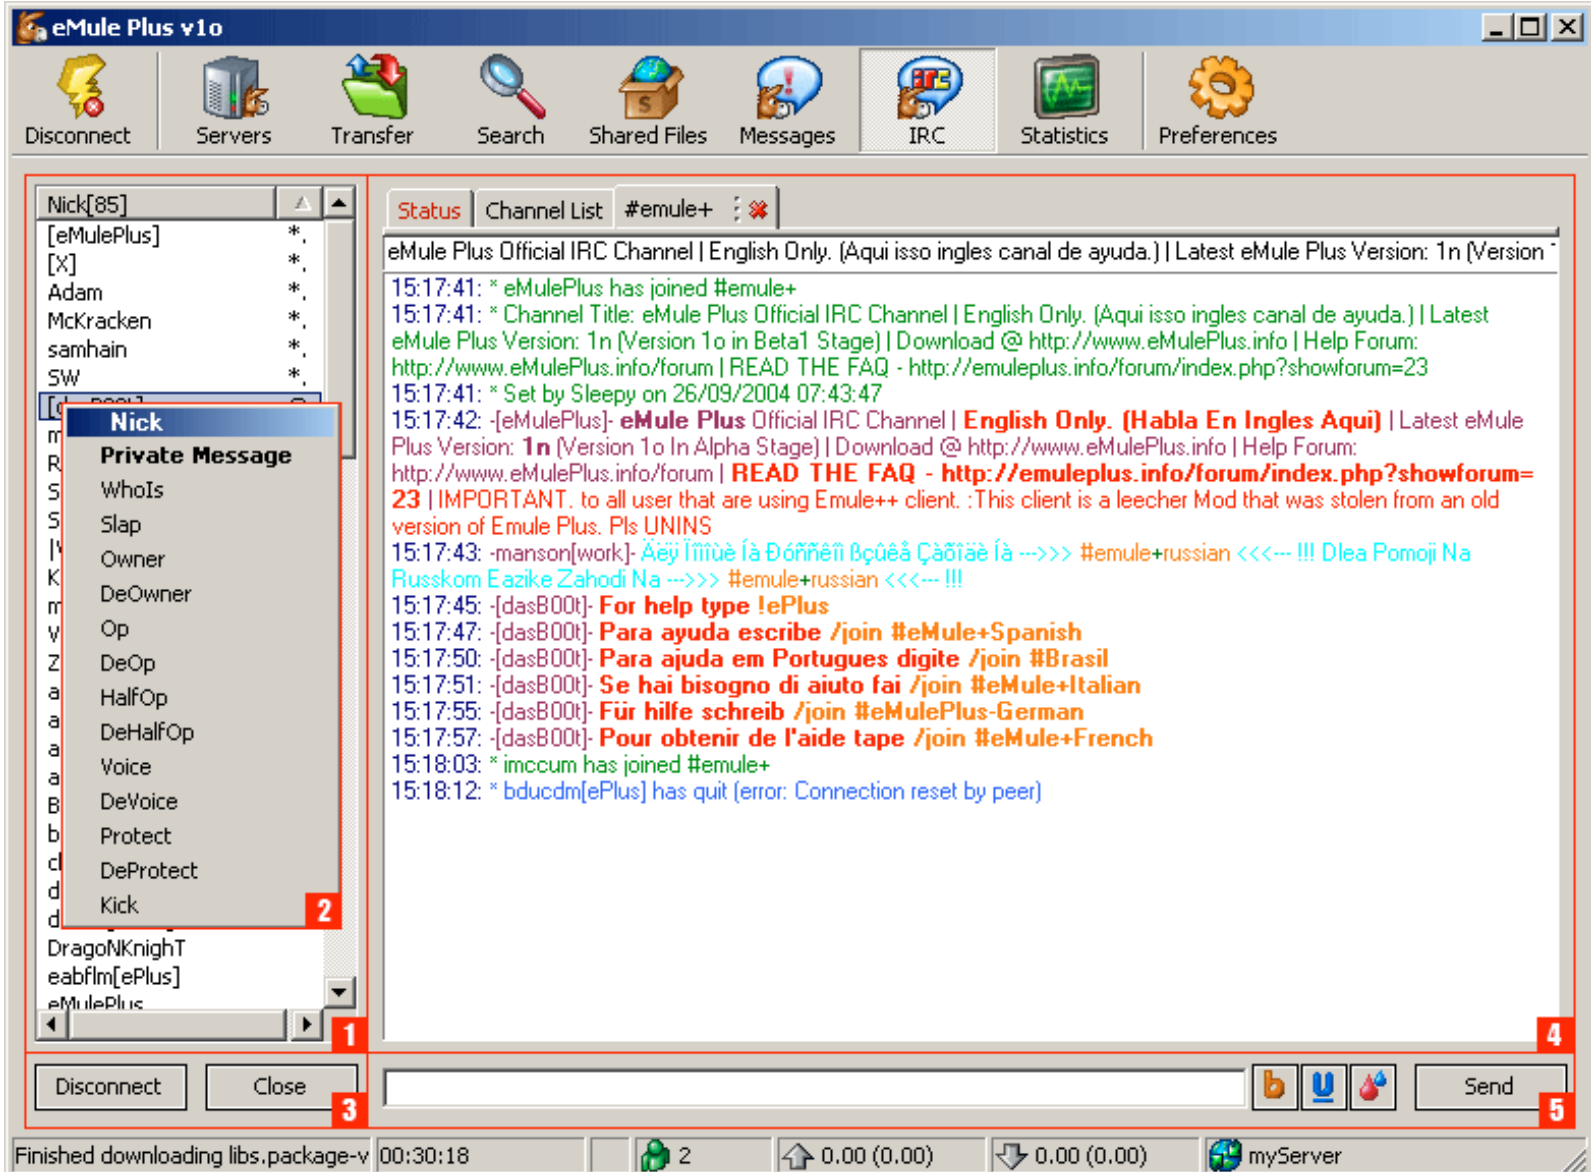 eMule Plus v1o
Disconnect
Servers
Transfer
Search
Shared Files
Messages
IRC
Statistics
Preferences
Nick[85]
[eMulePlus] *.
[X] *.
Adam *.
McKracken *.
samhain *.
SW *.
Nick
Private Message
WhoIs
Slap
Owner
DeOwner
Op
DeOp
HalfOp
DeHalfOp
Voice
DeVoice
Protect
DeProtect
Kick
2
DragoNKnighT
eabflm[ePlus]
eMulePlus
1
Status
Channel List
#emule+
eMule Plus Official IRC Channel | English Only. (Aqui isso ingles canal de ayuda.) | Latest eMule Plus Version: 1n (Version
15:17:41: * eMulePlus has joined #emule+
15:17:41: * Channel Title: eMule Plus Official IRC Channel | English Only. (Aqui isso ingles canal de ayuda.) | Latest
eMule Plus Version: 1n (Version 1o in Beta1 Stage) | Download @ http://www.eMulePlus.info | Help Forum:
http://www.eMulePlus.info/forum | READ THE FAQ - http://emuleplus.info/forum/index.php?showforum=23
15:17:41: * Set by Sleepy on 26/09/2004 07:43:47
15:17:42: -[eMulePlus]- eMule Plus Official IRC Channel | English Only. (Habla En Ingles Aqui) | Latest eMule
Plus Version: 1n (Version 1o In Alpha Stage) | Download @ http://www.eMulePlus.info | Help Forum:
http://www.eMulePlus.info/forum | READ THE FAQ - http://emuleplus.info/forum/index.php?showforum=
23 | IMPORTANT. to all user that are using Emule++ client. :This client is a leecher Mod that was stolen from an old
version of Emule Plus. Pls UNINS
15:17:43: -manson[work]- Äëÿ Ïîìîùè Íà Ðóññêîì ßçûêå Çàõîäè Íà --->>> #emule+russian <<<--- !!! Dlea Pomoji Na
Russkom Eazike Zahodi Na --->>> #emule+russian <<<--- !!!
15:17:45: -[dasB00t]- For help type !ePlus
15:17:47: -[dasB00t]- Para ayuda escribe /join #eMule+Spanish
15:17:50: -[dasB00t]- Para ajuda em Portugues digite /join #Brasil
15:17:51: -[dasB00t]- Se hai bisogno di aiuto fai /join #eMule+Italian
15:17:55: -[dasB00t]- Für hilfe schreib /join #eMulePlus-German
15:17:57: -[dasB00t]- Pour obtenir de l'aide tape /join #eMule+French
15:18:03: * imccum has joined #emule+
15:18:12: * bducdm[ePlus] has quit (error: Connection reset by peer)
4
Disconnect
Close
3
Send
5
Finished downloading libs.package-v
00:30:18
2
0.00 (0.00)
0.00 (0.00)
myServer